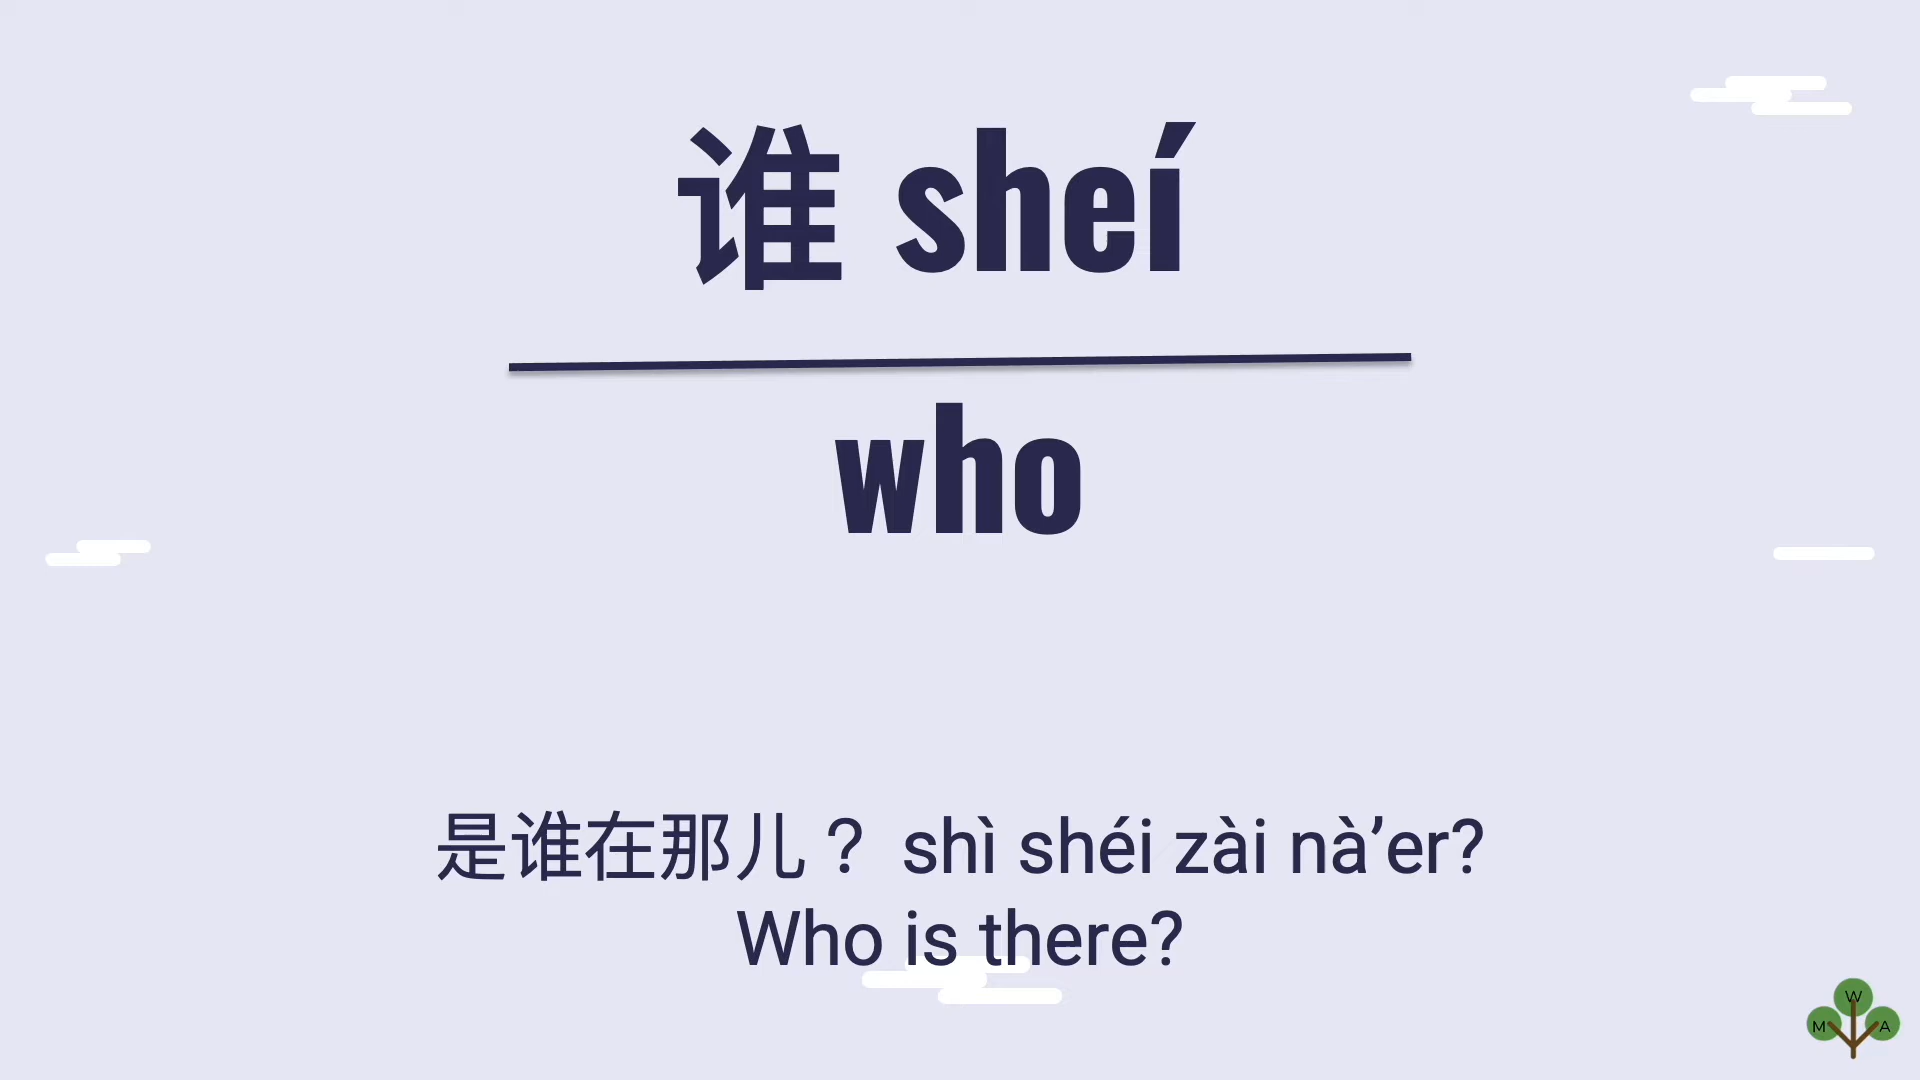 谁 sheí
who
是谁在那儿？ shì shéi zài nà’er?
Who is there?
W
M A